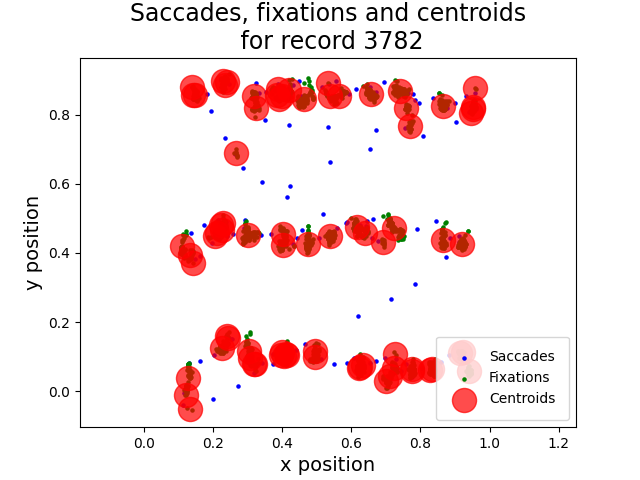 Saccades, fixations and centroids
for record 3782
y position
0.8
0.6
0.4
0.2
0.0
0.0 0.2 0.4 0.6 0.8 1.0 1.2
x position
Saccades
Fixations
Centroids